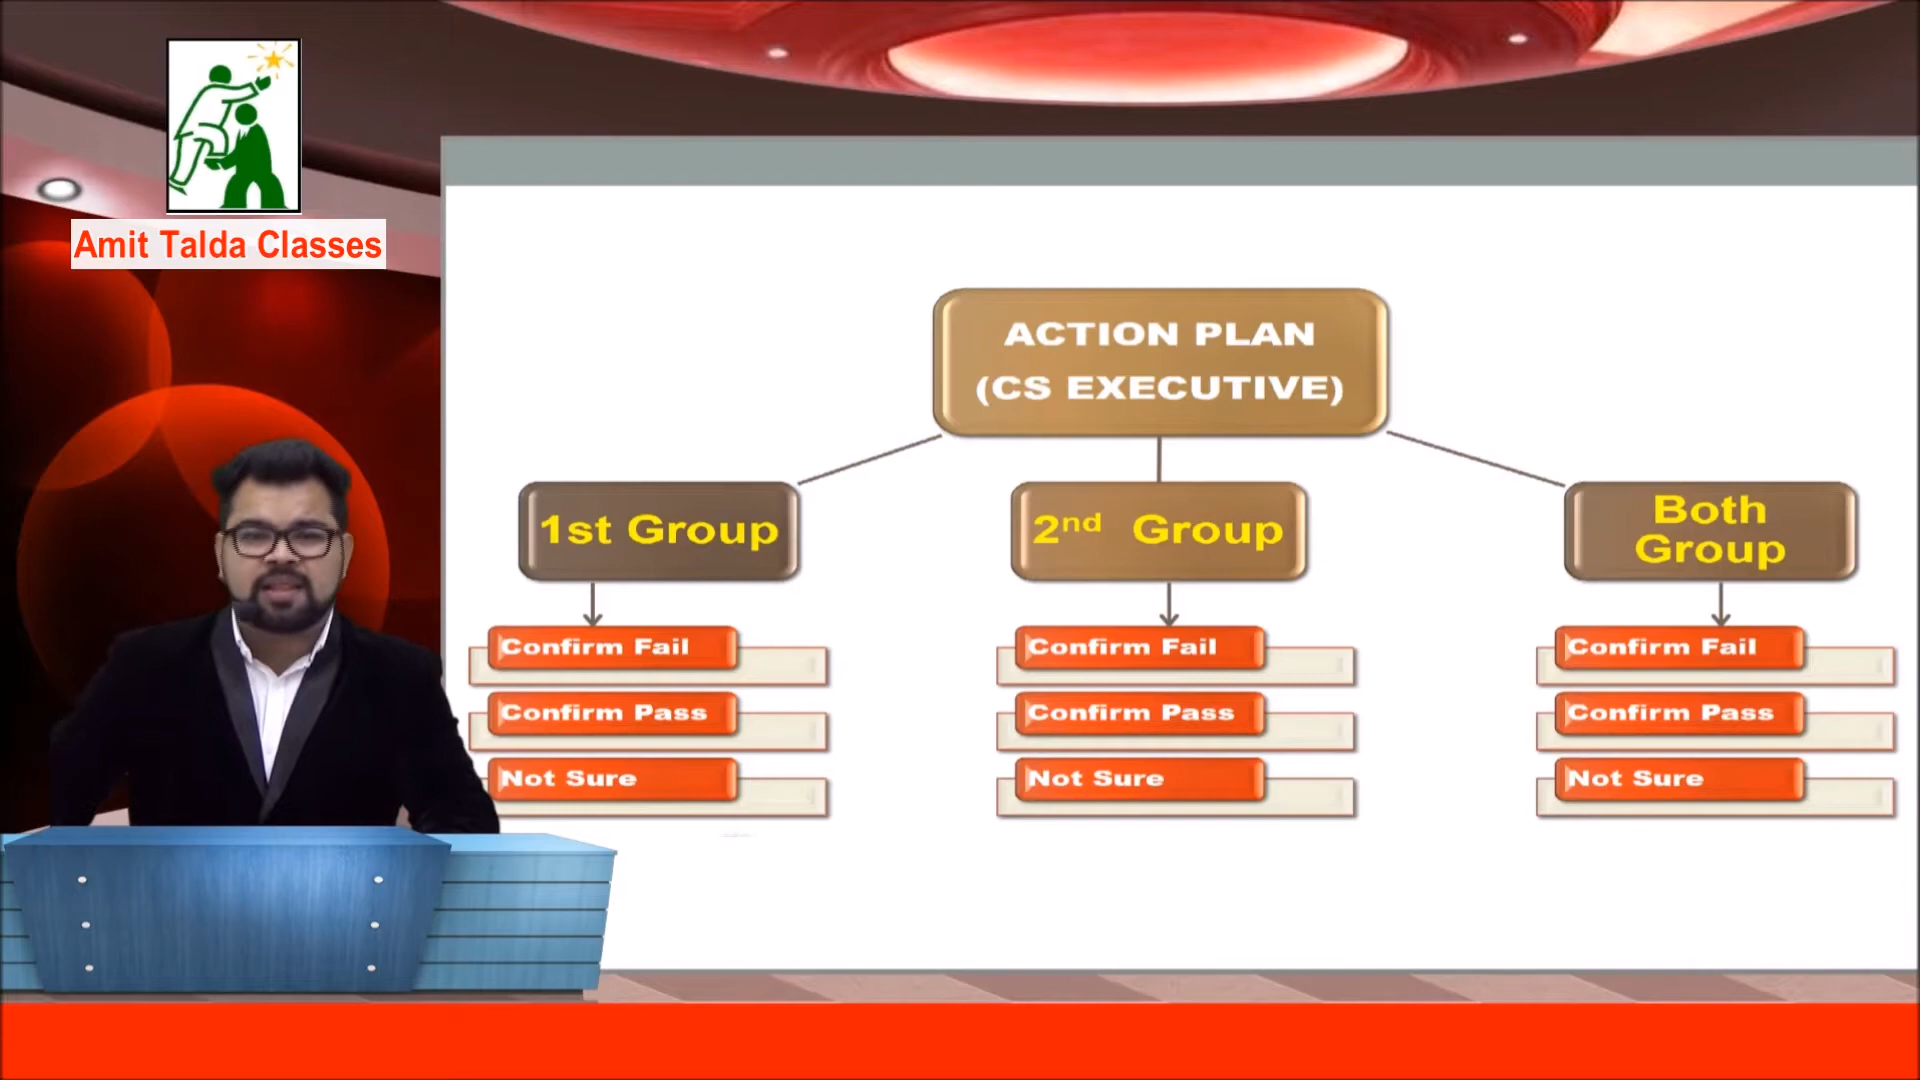 Amit Talda Classes
ACTION PLAN
(CS EXECUTIVE)
1st Group
2nd Group
Both
Group
Confirm Fail
Confirm Pass
Not Sure
Confirm Fail
Confirm Pass
Not Sure
Confirm Fail
Confirm Pass
Not Sure